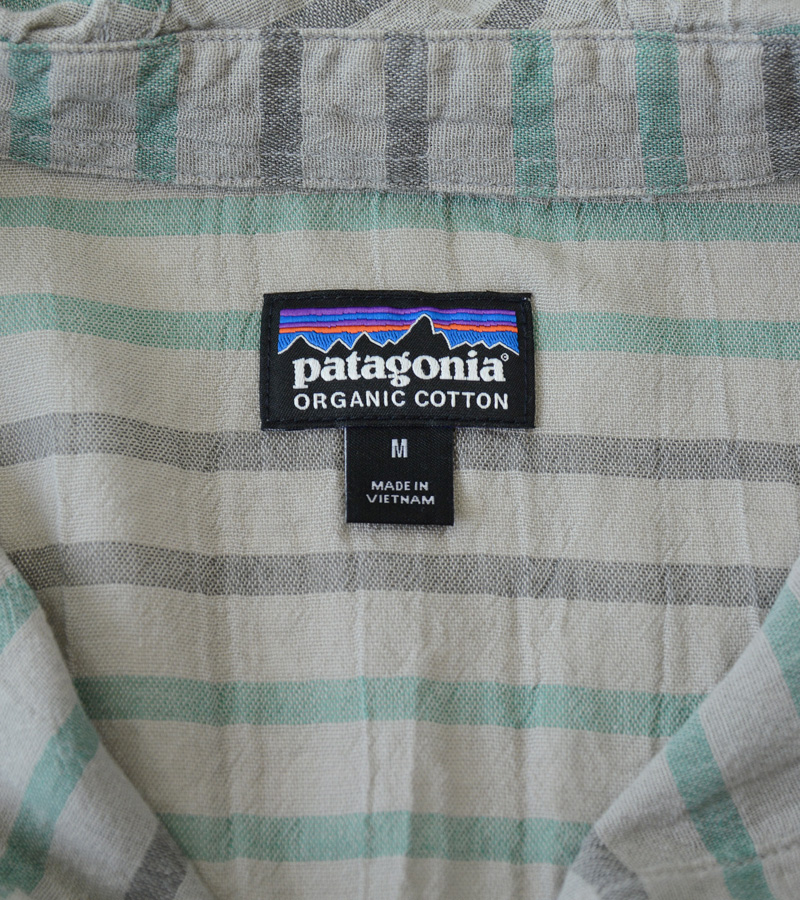 patagonia®
ORGANIC COTTON
M
MADE IN
VIETNAM